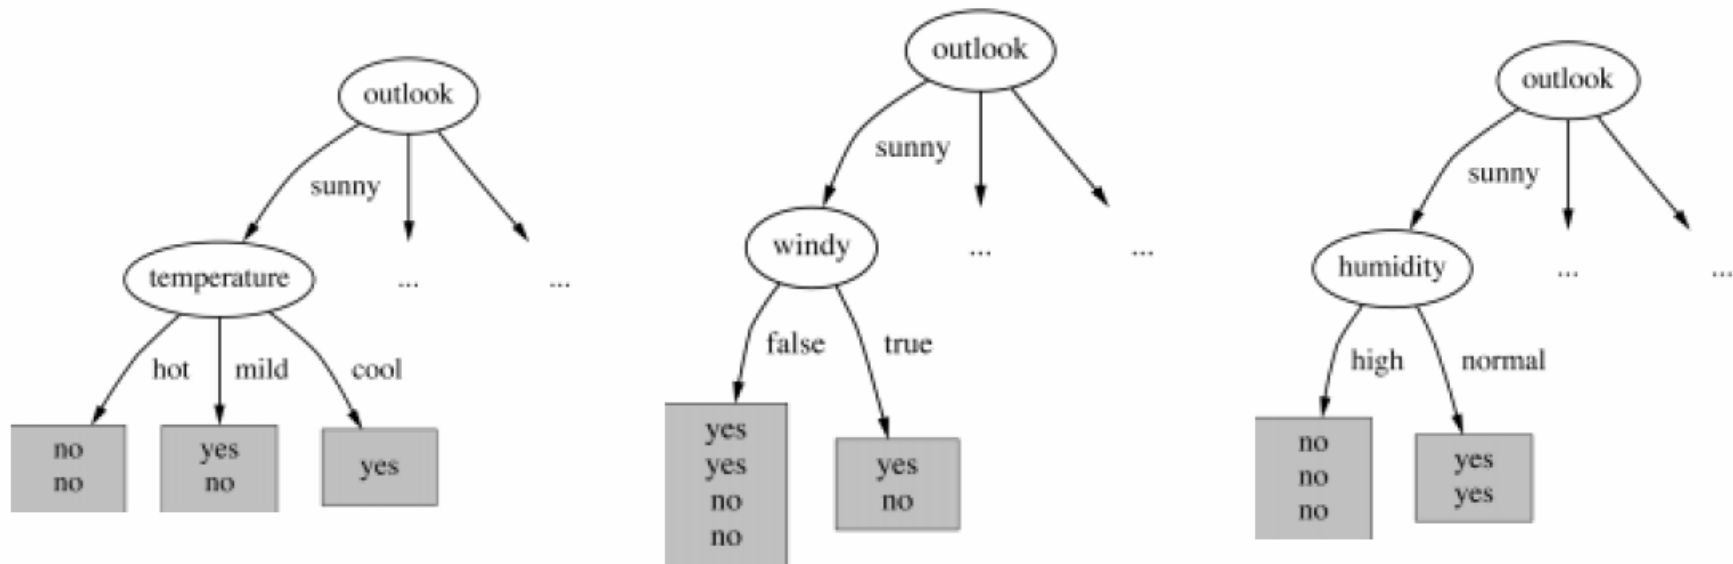 outlook
sunny
temperature
...
...
hot
mild
cool
no
no
yes
no
yes
outlook
sunny
windy
...
...
false
true
yes
yes
no
no
yes
no
outlook
sunny
humidity
...
...
high
normal
no
no
no
yes
yes